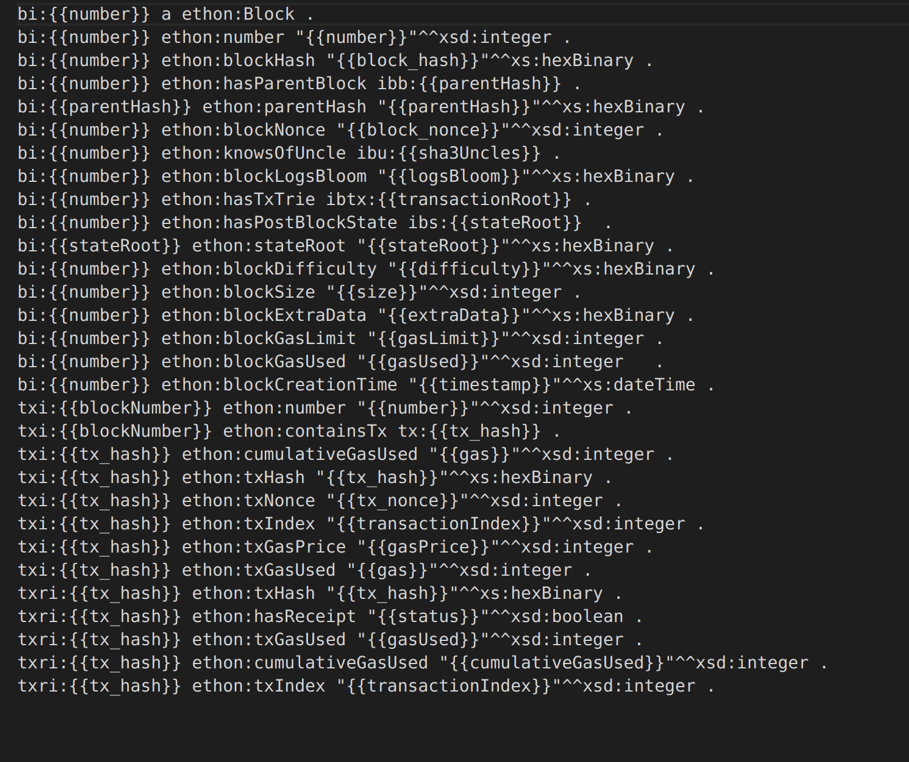 bi:{{number}} a ethon:Block .
bi:{{number}} ethon:number "{{number}}"^^xsd:integer .
bi:{{number}} ethon:blockHash "{{block_hash}}"^^xs:hexBinary .
bi:{{number}} ethon:hasParentBlock ibb:{{parentHash}} .
bi:{{parentHash}} ethon:parentHash "{{parentHash}}"^^xs:hexBinary .
bi:{{number}} ethon:blockNonce "{{block_nonce}}"^^xsd:integer .
bi:{{number}} ethon:knowsOfUncle ibu:{{sha3Uncles}} .
bi:{{number}} ethon:blockLogsBloom "{{logsBloom}}"^^xs:hexBinary .
bi:{{number}} ethon:hasTxTrie ibtx:{{transactionRoot}} .
bi:{{number}} ethon:hasPostBlockState ibs:{{stateRoot}}  .
bi:{{stateRoot}} ethon:stateRoot "{{stateRoot}}"^^xs:hexBinary .
bi:{{number}} ethon:blockDifficulty "{{difficulty}}"^^xs:hexBinary .
bi:{{number}} ethon:blockSize "{{size}}"^^xsd:integer .
bi:{{number}} ethon:blockExtraData "{{extraData}}"^^xs:hexBinary .
bi:{{number}} ethon:blockGasLimit "{{gasLimit}}"^^xsd:integer .
bi:{{number}} ethon:blockGasUsed "{{gasUsed}}"^^xsd:integer   .
bi:{{number}} ethon:blockCreationTime "{{timestamp}}"^^xs:dateTime .
txi:{{blockNumber}} ethon:number "{{number}}"^^xsd:integer .
txi:{{blockNumber}} ethon:containsTx tx:{{tx_hash}} .
txi:{{tx_hash}} ethon:cumulativeGasUsed "{{gas}}"^^xsd:integer .
txi:{{tx_hash}} ethon:txHash "{{tx_hash}}"^^xs:hexBinary .
txi:{{tx_hash}} ethon:txNonce "{{tx_nonce}}"^^xsd:integer .
txi:{{tx_hash}} ethon:txIndex "{{transactionIndex}}"^^xsd:integer .
txi:{{tx_hash}} ethon:txGasPrice "{{gasPrice}}"^^xsd:integer .
txi:{{tx_hash}} ethon:txGasUsed "{{gas}}"^^xsd:integer .
txri:{{tx_hash}} ethon:txHash "{{tx_hash}}"^^xs:hexBinary .
txri:{{tx_hash}} ethon:hasReceipt "{{status}}"^^xsd:boolean .
txri:{{tx_hash}} ethon:txGasUsed "{{gasUsed}}"^^xsd:integer .
txri:{{tx_hash}} ethon:cumulativeGasUsed "{{cumulativeGasUsed}}"^^xsd:integer .
txri:{{tx_hash}} ethon:txIndex "{{transactionIndex}}"^^xsd:integer .